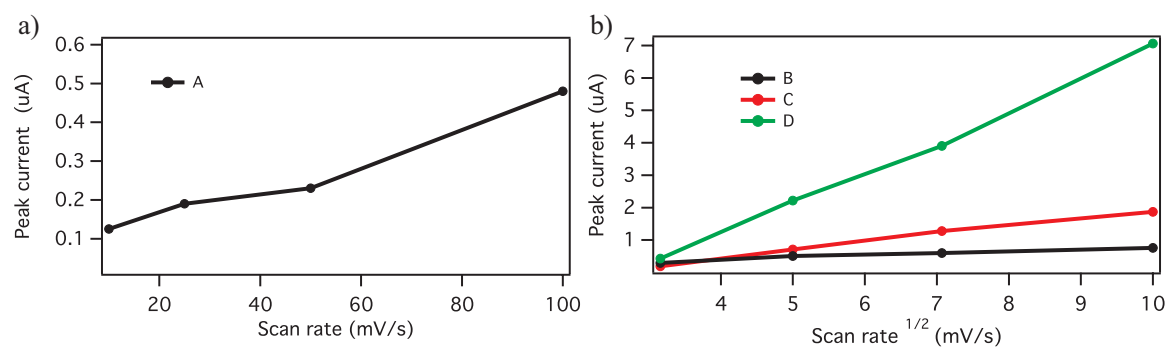 a)
0.6
0.5
0.4
0.3
0.2
0.1
Peak current (uA)
A
20 40 60 80 100
Scan rate (mV/s)
b)
7
6
5
4
3
2
1
Peak current (uA)
B
C
D
4 5 6 7 8 9 10
Scan rate 1/2 (mV/s)